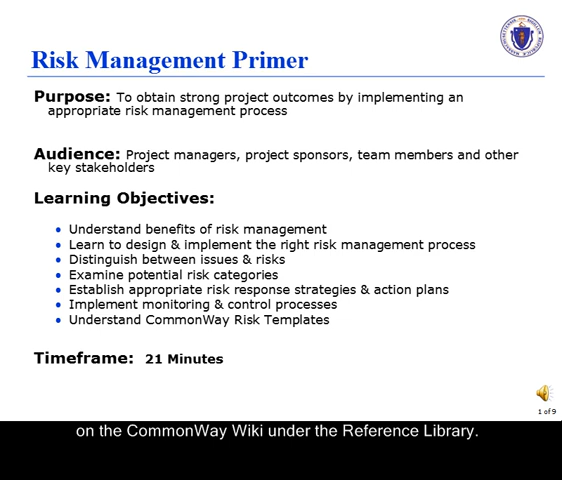 Risk Management Primer
Purpose: To obtain strong project outcomes by implementing an
appropriate risk management process
Audience: Project managers, project sponsors, team members and other
key stakeholders
Learning Objectives:
• Understand benefits of risk management
• Learn to design & implement the right risk management process
• Distinguish between issues & risks
• Examine potential risk categories
• Establish appropriate risk response strategies & action plans
• Implement monitoring & control processes
• Understand CommonWay Risk Templates
Timeframe: 21 Minutes
1 of 9
on the CommonWay Wiki under the Reference Library.